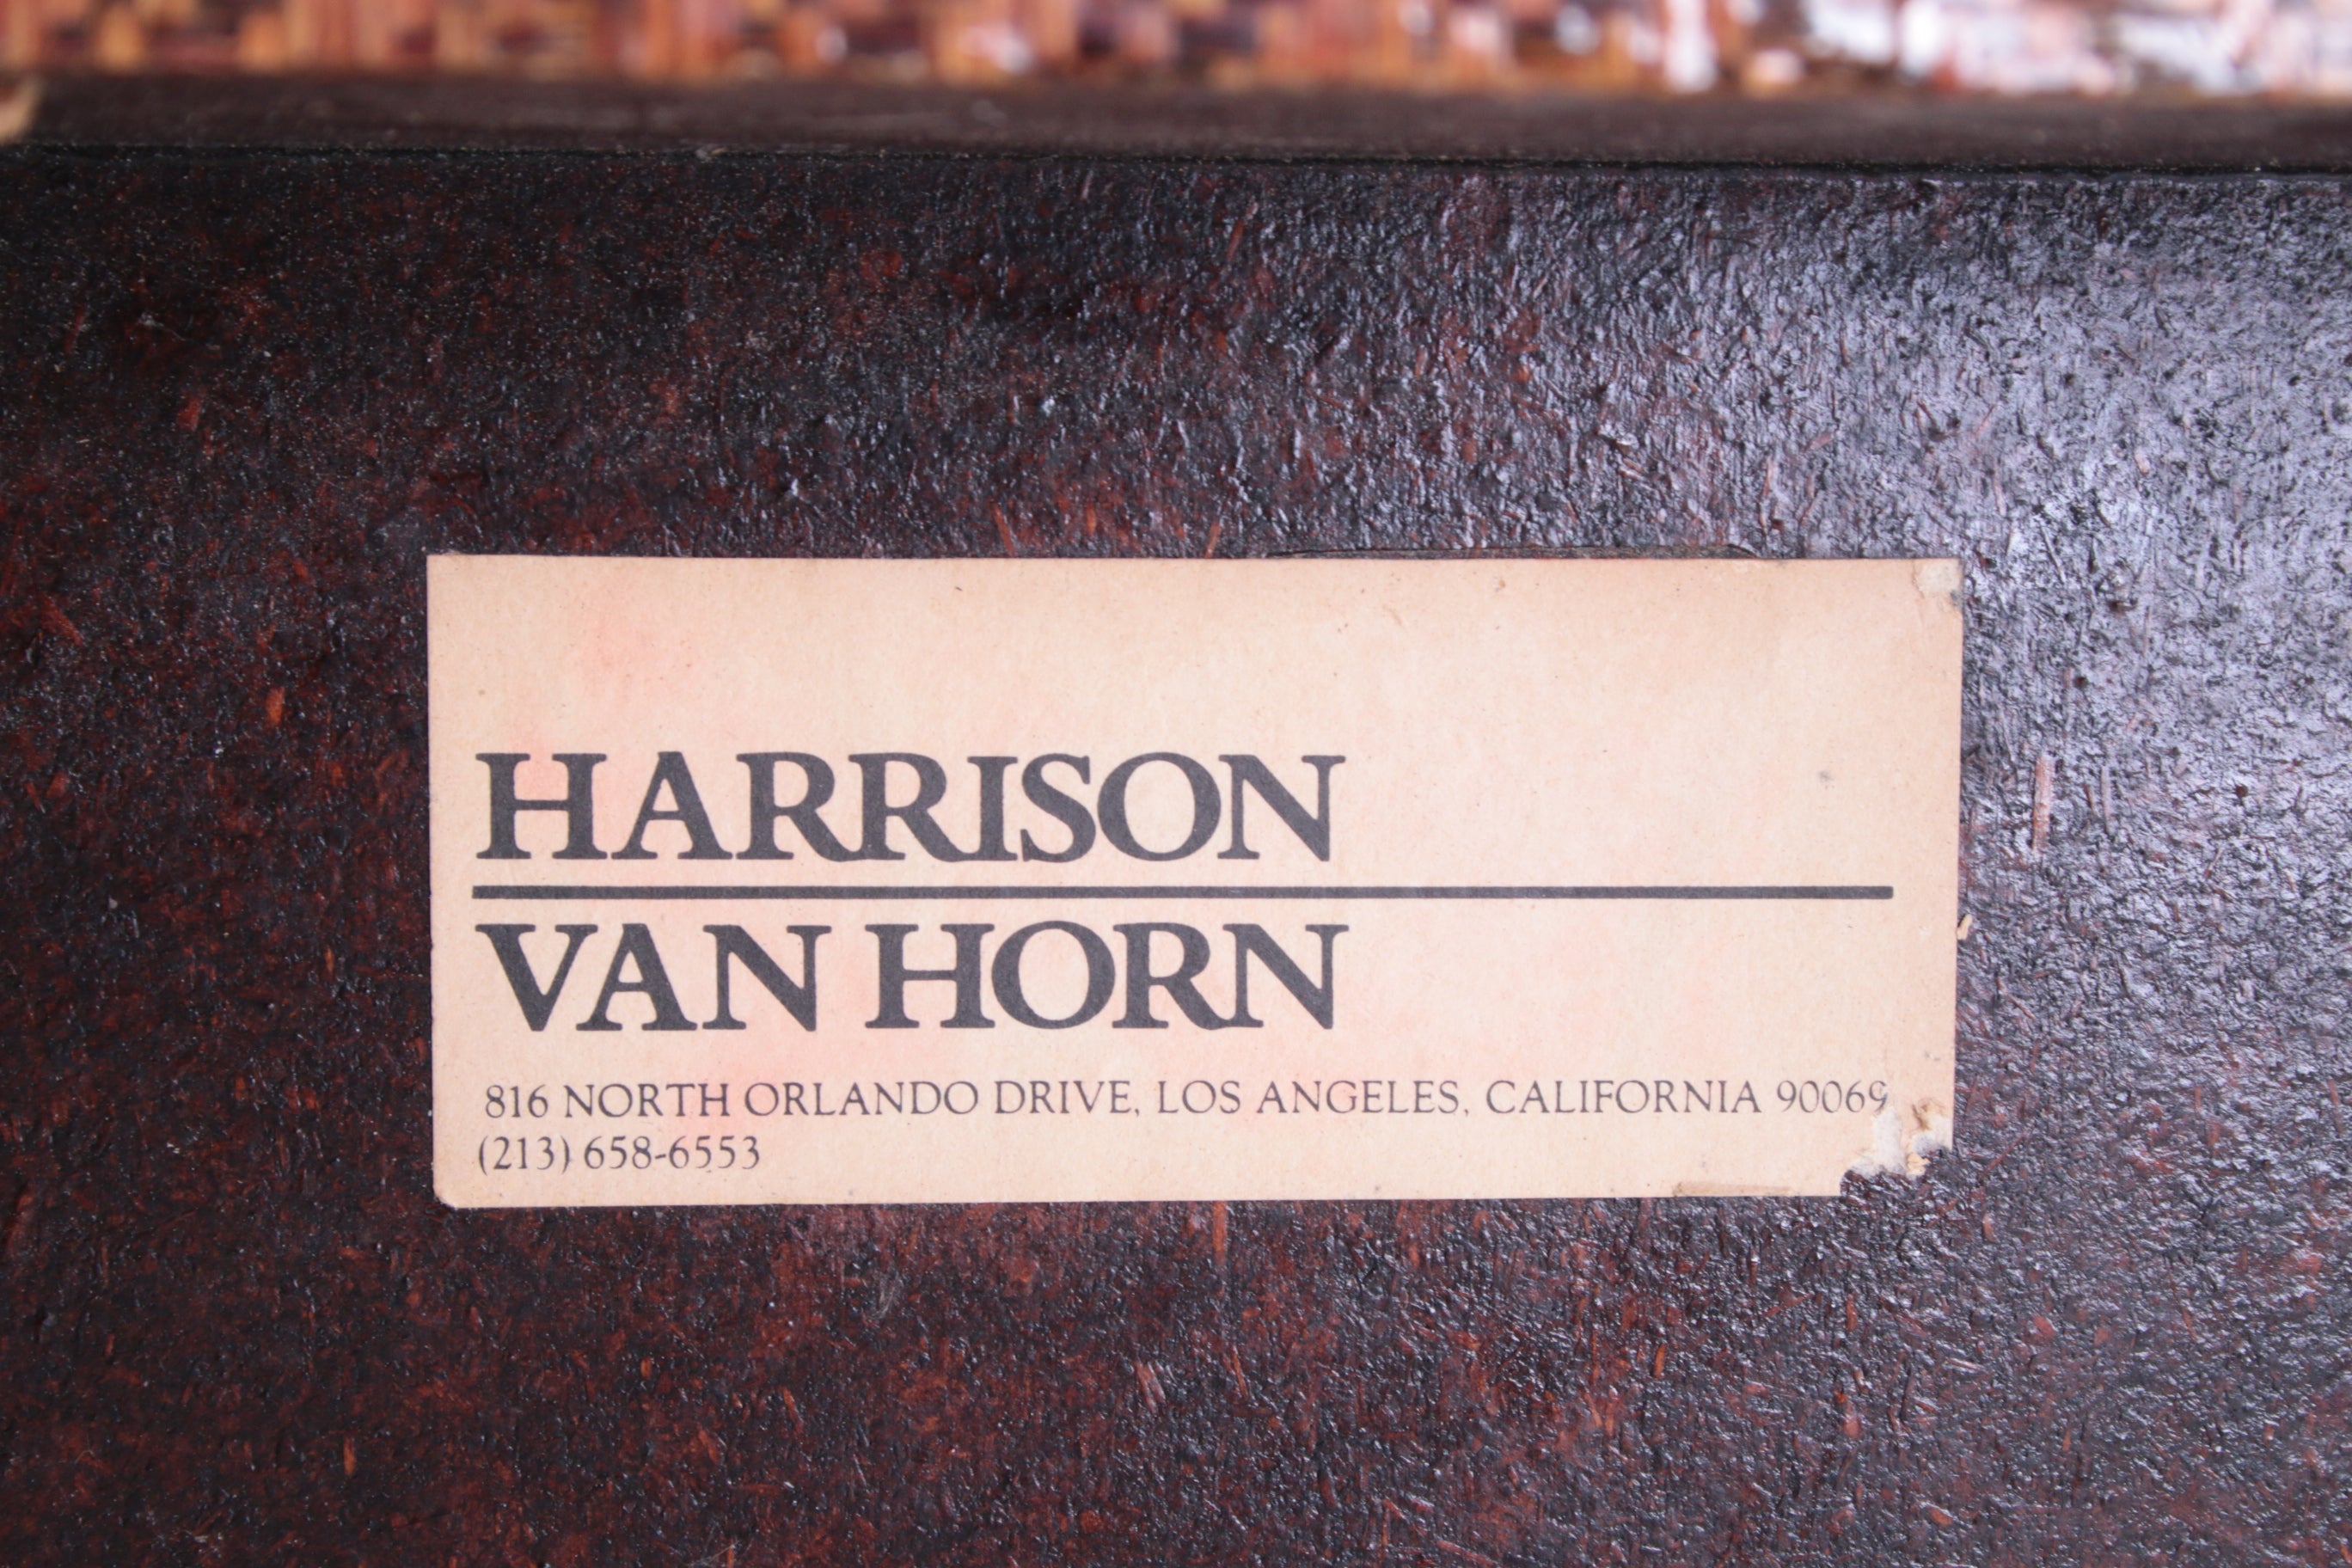 HARRISON
VAN HORN
816 NORTH ORLANDO DRIVE, LOS ANGELES, CALIFORNIA 90069
(213) 658-6553